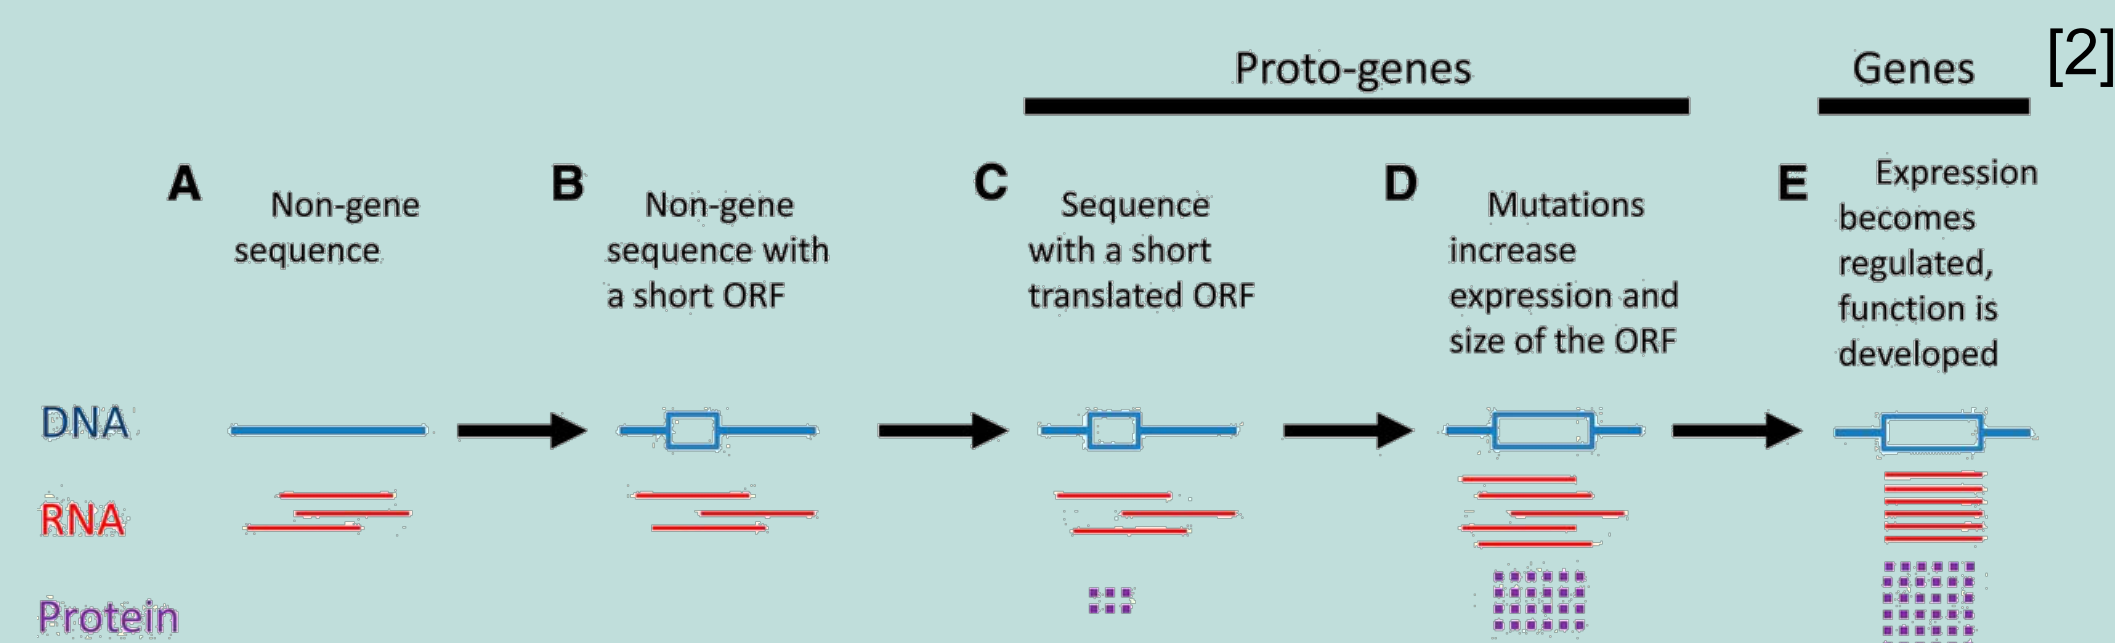 Proto-genes
Genes
[2]
A
Non-gene
sequence
B
Non-gene
sequence with
a short ORF
C
Sequence
with a short
translated ORF
D
Mutations
increase
expression and
size of the ORF
E
Expression
becomes
regulated,
function is
developed
DNA
RNA
Protein